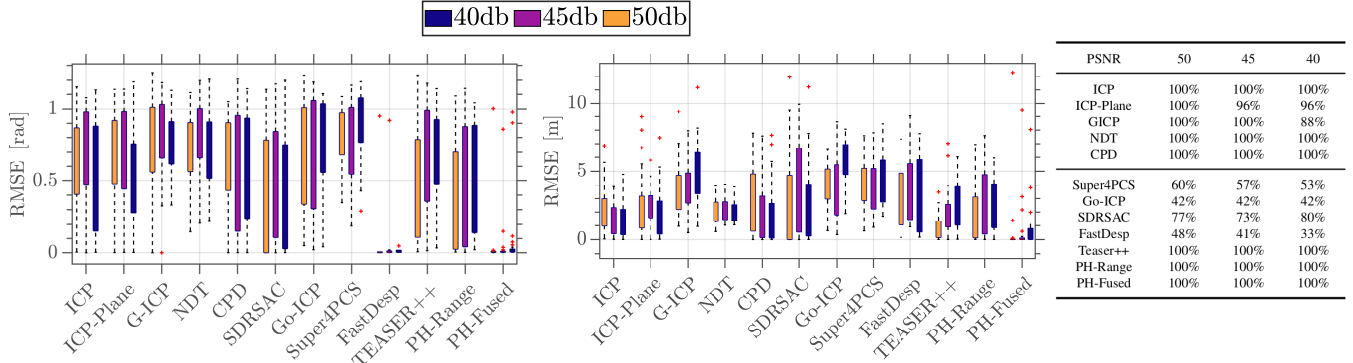 40db 45db 50db
RMSE [rad]
1
0.5
0
ICP
ICP-Plane
G-ICP
NDT
CPD
SDRSAC
Go-ICP
Super4PCS
FastDesp
TEASER++
PH-Range
PH-Fused
RMSE [m]
10
5
0
ICP
ICP-Plane
G-ICP
NDT
CPD
SDRSAC
Go-ICP
Super4PCS
FastDesp
TEASER++
PH-Range
PH-Fused
PSNR 50 45 40
ICP 100% 100% 100%
ICP-Plane 100% 96% 96%
GICP 100% 100% 88%
NDT 100% 100% 100%
CPD 100% 100% 100%
Super4PCS 60% 57% 53%
Go-ICP 42% 42% 42%
SDRSAC 77% 73% 80%
FastDesp 48% 41% 33%
Teaser++ 100% 100% 100%
PH-Range 100% 100% 100%
PH-Fused 100% 100% 100%